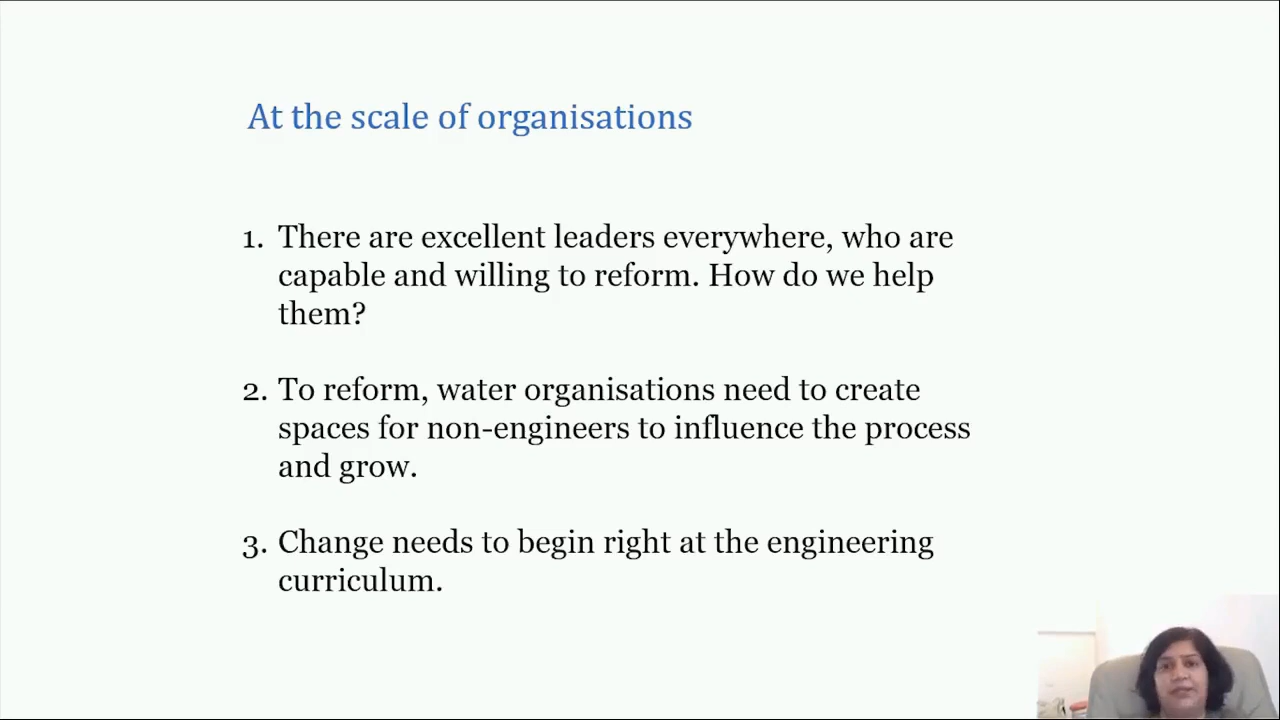 At the scale of organisations
1. There are excellent leaders everywhere, who are
capable and willing to reform. How do we help
them?
2. To reform, water organisations need to create
spaces for non-engineers to influence the process
and grow.
3. Change needs to begin right at the engineering
curriculum.